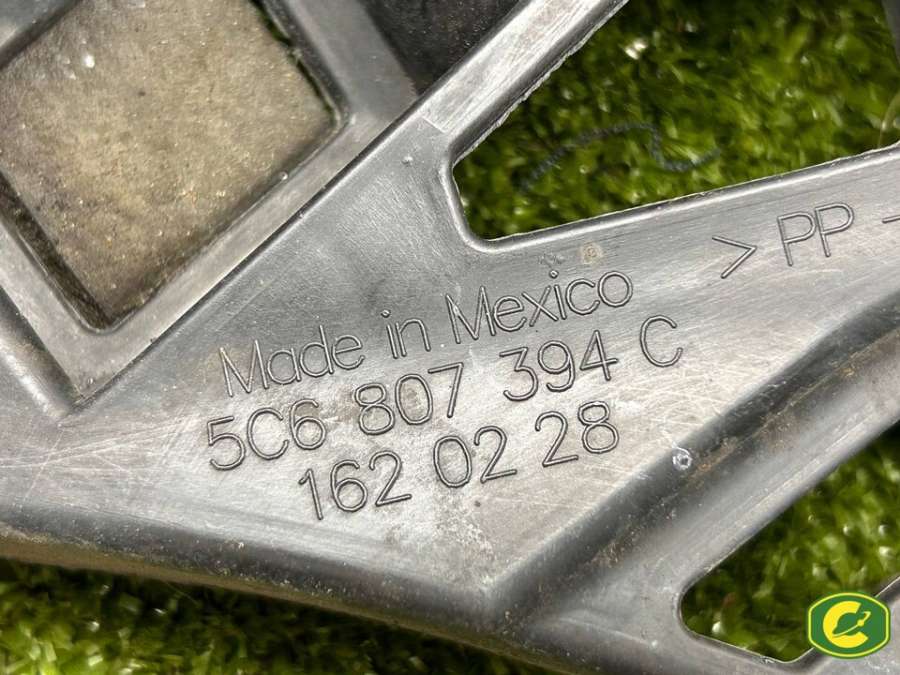 > PP -
Made in Mexico
5C6 807 394 C
162 02 28